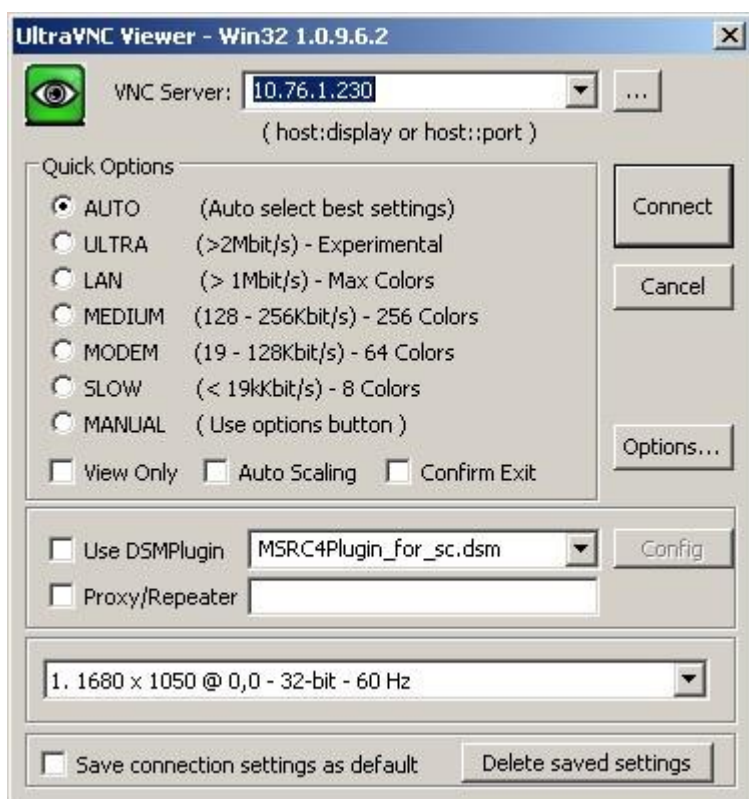 UltraVNC Viewer - Win32 1.0.9.6.2
VNC Server: 10.76.1.230 ...
( host:display or host::port )
Quick Options
AUTO (Auto select best settings)
ULTRA (>2Mbit/s) - Experimental
LAN (> 1Mbit/s) - Max Colors
MEDIUM (128 - 256Kbit/s) - 256 Colors
MODEM (19 - 128Kbit/s) - 64 Colors
SLOW (< 19kKbit/s) - 8 Colors
MANUAL ( Use options button )
View Only Auto Scaling Confirm Exit
Connect
Cancel
Options...
Use DSMPlugin MSRC4Plugin_for_sc.dsm Config
Proxy/Repeater
1. 1680 x 1050 @ 0,0 - 32-bit - 60 Hz
Save connection settings as default Delete saved settings